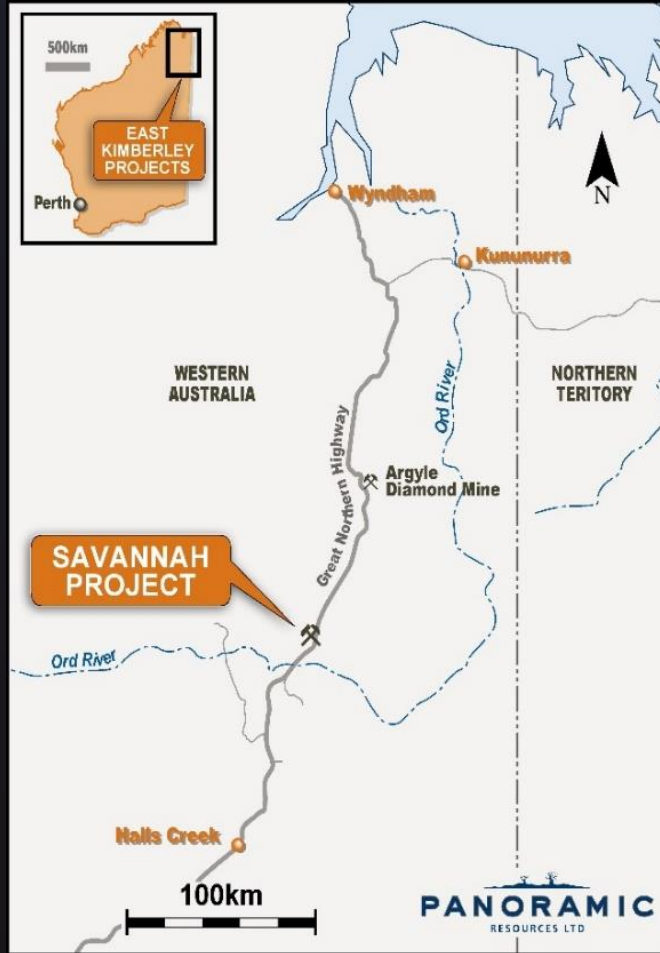 500km
EAST
KIMBERLEY
PROJECTS
Perth
N
Wyndham
Kununurra
WESTERN
AUSTRALIA
NORTHERN
TERITORY
Ord River
Great Northern Highway
Argyle
Diamond Mine
SAVANNAH
PROJECT
Ord River
Halls Creek
100km
PANORAMIC
RESOURCES LTD